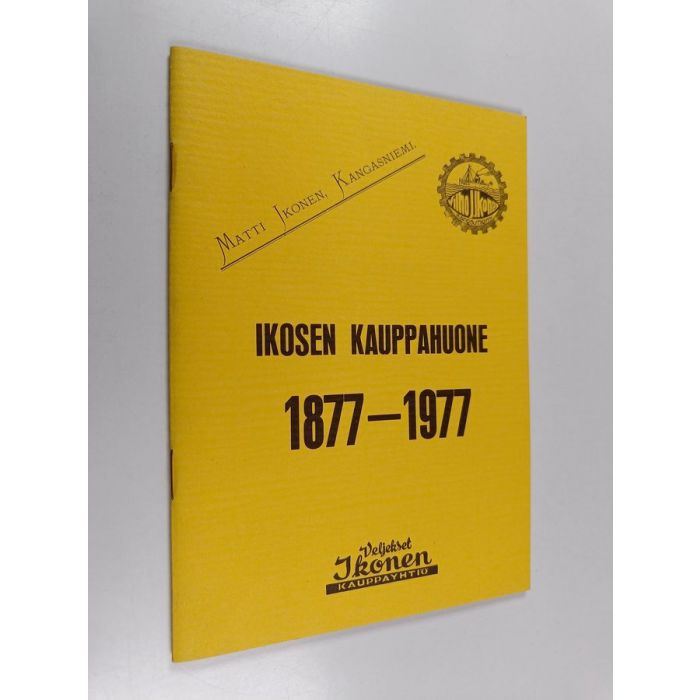 MATTI IKONEN, KANGASNIEMI.
IKOSEN KAUPPAHUONE
1877—1977
Veljekset
Ikonen
KAUPPAYHTIÖ